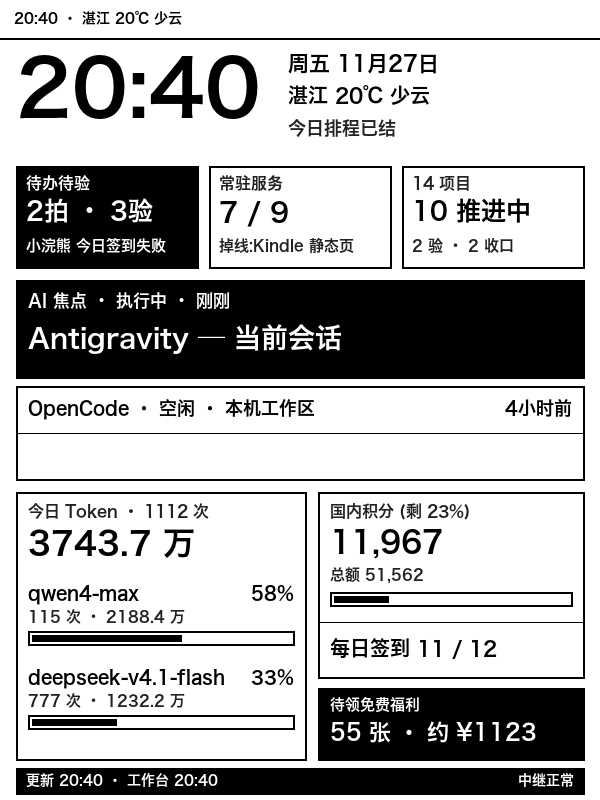 20:40 · 湛江 20℃ 少云
20:40
周五 11月27日
湛江 20℃ 少云
今日排程已结
待办待验
2拍 · 3验
小浣熊 今日签到失败
常驻服务
7 / 9
掉线:Kindle 静态页
14 项目
10 推进中
2 验 · 2 收口
AI 焦点 · 执行中 · 刚刚
Antigravity — 当前会话
OpenCode · 空闲 · 本机工作区 4小时前
今日 Token · 1112 次
3743.7 万
qwen4-max 58%
115 次 · 2188.4 万
deepseek-v4.1-flash 33%
777 次 · 1232.2 万
国内积分 (剩 23%)
11,967
总额 51,562
每日签到 11 / 12
待领免费福利
55 张 · 约 ¥1123
更新 20:40 · 工作台 20:40 中继正常